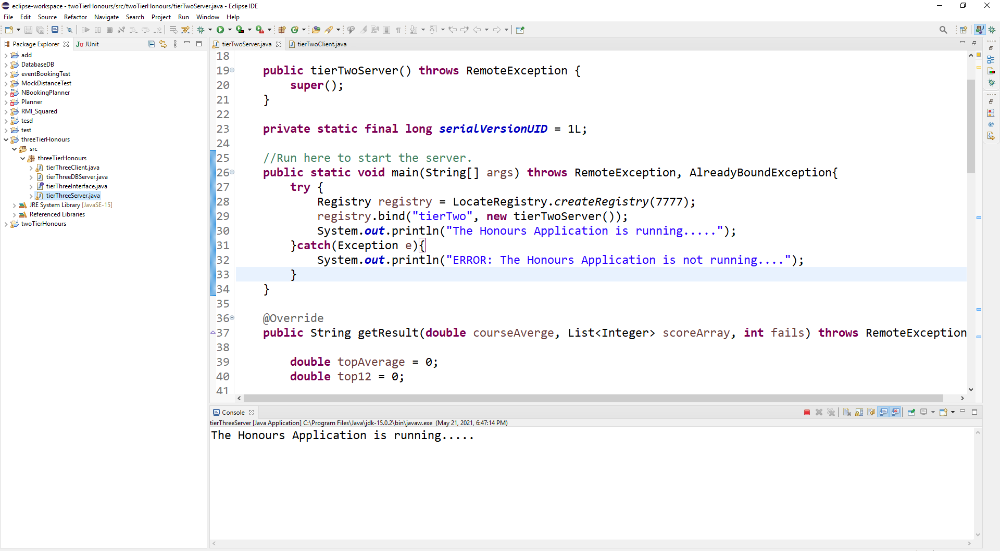 eclipse-workspace - twoTierHonours/src/twoTierHonours/tierTwoServer.java - Eclipse IDE
File Edit Source Refactor Navigate Search Project Run Window Help
Package Explorer
JUnit
add
DatabaseDB
eventBookingTest
MockDistanceTest
NBookingPlanner
Planner
RMI_Squared
tesd
test
threeTierHonours
src
threeTierHonours
tierThreeClient.java
tierThreeDBServer.java
tierThreeInterface.java
tierThreeServer.java
JRE System Library [JavaSE-15]
Referenced Libraries
twoTierHonours
tierTwoServer.java
tierTwoClient.java
18
19 public tierTwoServer() throws RemoteException {
20 super();
21 }
22
23 private static final long serialVersionUID = 1L;
24
25 //Run here to start the server.
26 public static void main(String[] args) throws RemoteException, AlreadyBoundException{
27 try {
28 Registry registry = LocateRegistry.createRegistry(7777);
29 registry.bind("tierTwo", new tierTwoServer());
30 System.out.println("The Honours Application is running.....");
31 }catch(Exception e){
32 System.out.println("ERROR: The Honours Application is not running....");
33 }
34 }
35
36 @Override
37 public String getResult(double courseAverge, List<Integer> scoreArray, int fails) throws RemoteException
38
39 double topAverage = 0;
40 double top12 = 0;
41
Console
tierThreeServer [Java Application] C:\Program Files\Java\jdk-15.0.2\bin\javaw.exe (May 21, 2021, 6:47:14 PM)
The Honours Application is running.....